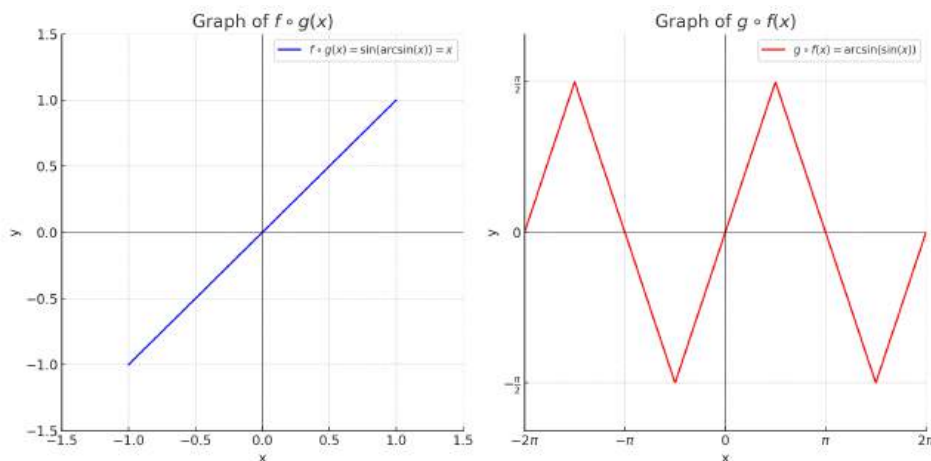 Graph of f ∘ g(x)
f ∘ g(x) = sin(arcsin(x)) = x
1.5
1.0
0.5
0.0
−0.5
−1.0
−1.5
y
−1.5 −1.0 −0.5 0.0 0.5 1.0 1.5
x
Graph of g ∘ f(x)
g ∘ f(x) = arcsin(sin(x))
π/2
0
−π/2
y
−2π −π 0 π 2π
x